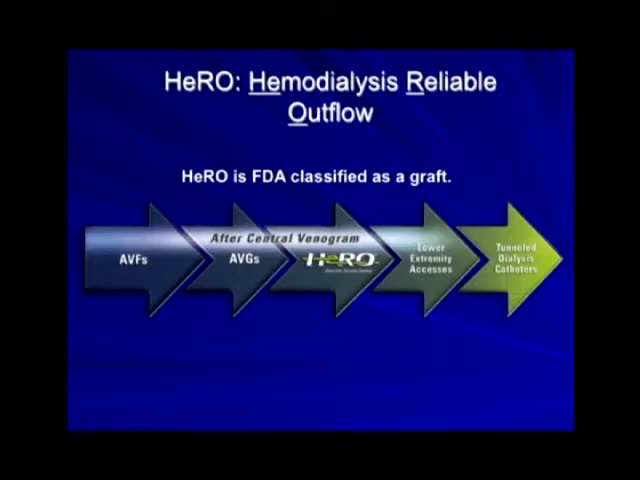 HeRO: Hemodialysis Reliable
Outflow
HeRO is FDA classified as a graft.
After Central Venogram
AVFs
AVGs
HeRO
Lower
Extremity
Accesses
Tunneled
Dialysis
Catheters